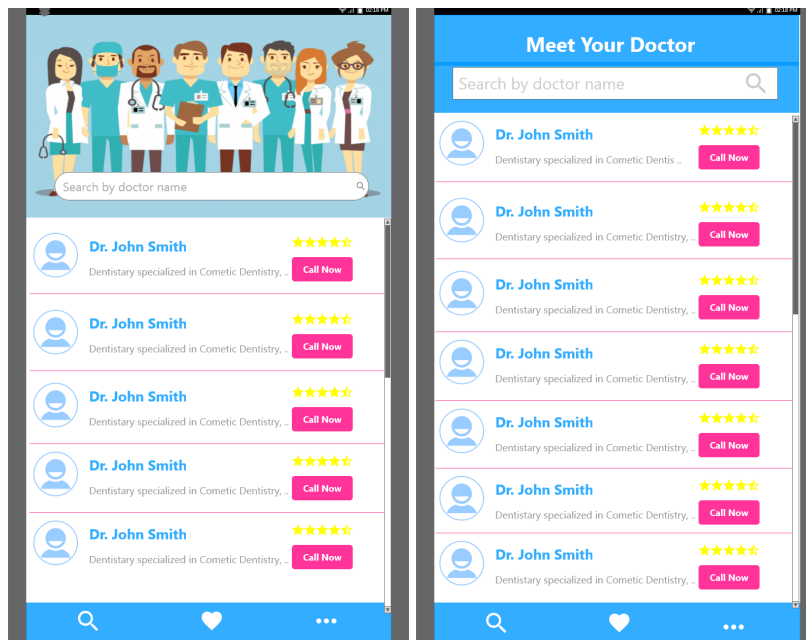 02:18 PM
Search by doctor name
Dr. John Smith
Dentistary specialized in Cometic Dentistry, ..
Call Now
Dr. John Smith
Dentistary specialized in Cometic Dentistry, ..
Call Now
Dr. John Smith
Dentistary specialized in Cometic Dentistry, ..
Call Now
Dr. John Smith
Dentistary specialized in Cometic Dentistry, ..
Call Now
Dr. John Smith
Dentistary specialized in Cometic Dentistry, ..
Call Now
02:18 PM
Meet Your Doctor
Search by doctor name
Dr. John Smith
Dentistary specialized in Cometic Dentis ..
Call Now
Dr. John Smith
Dentistary specialized in Cometic Dentistry, ..
Call Now
Dr. John Smith
Dentistary specialized in Cometic Dentistry, ..
Call Now
Dr. John Smith
Dentistary specialized in Cometic Dentistry, ..
Call Now
Dr. John Smith
Dentistary specialized in Cometic Dentistry, ..
Call Now
Dr. John Smith
Dentistary specialized in Cometic Dentistry, ..
Call Now
Dr. John Smith
Dentistary specialized in Cometic Dentistry, ..
Call Now